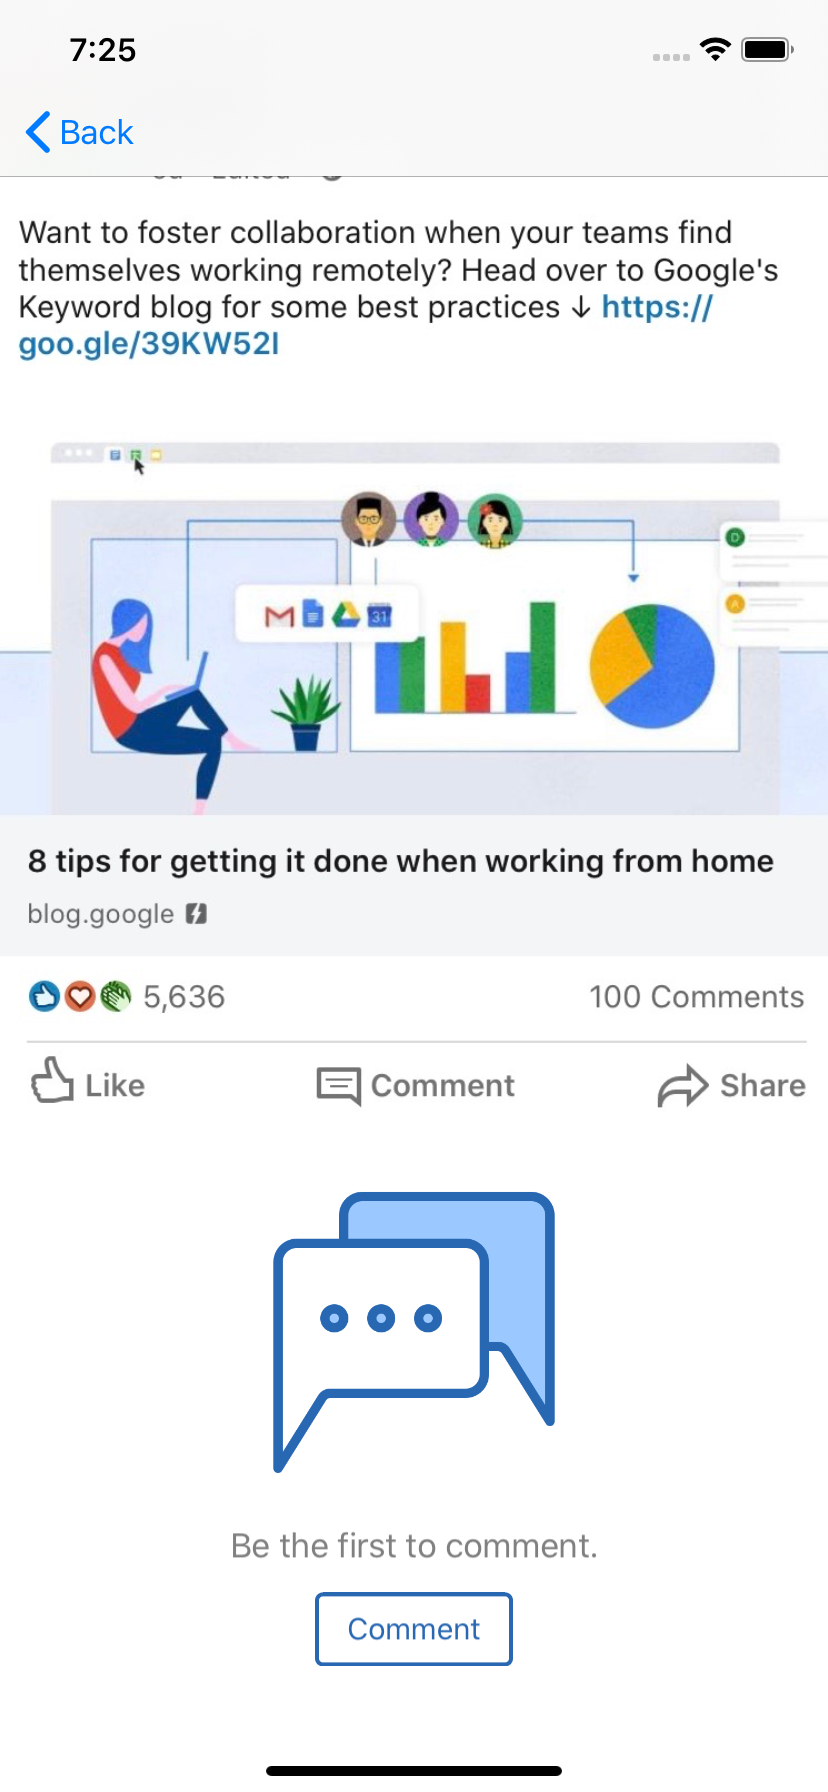 7:25
Back
Want to foster collaboration when your teams find
themselves working remotely? Head over to Google's
Keyword blog for some best practices ↓ https://
goo.gle/39KW52I
31
D
A
8 tips for getting it done when working from home
blog.google
5,636
100 Comments
Like
Comment
Share
Be the first to comment.
Comment